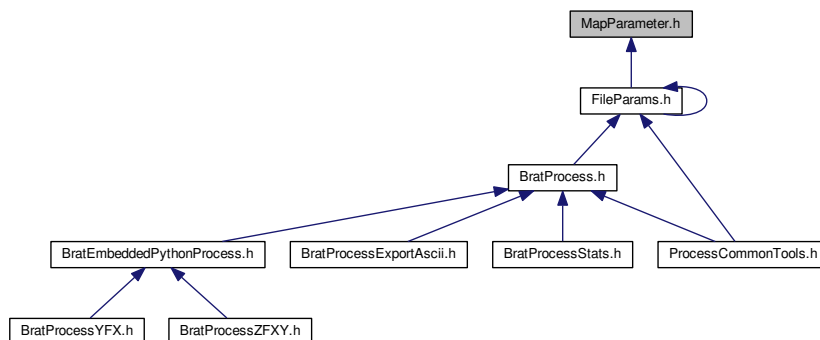 MapParameter.h
FileParams.h
BratProcess.h
BratEmbeddedPythonProcess.h
BratProcessExportAscii.h
BratProcessStats.h
ProcessCommonTools.h
BratProcessYFX.h
BratProcessZFXY.h